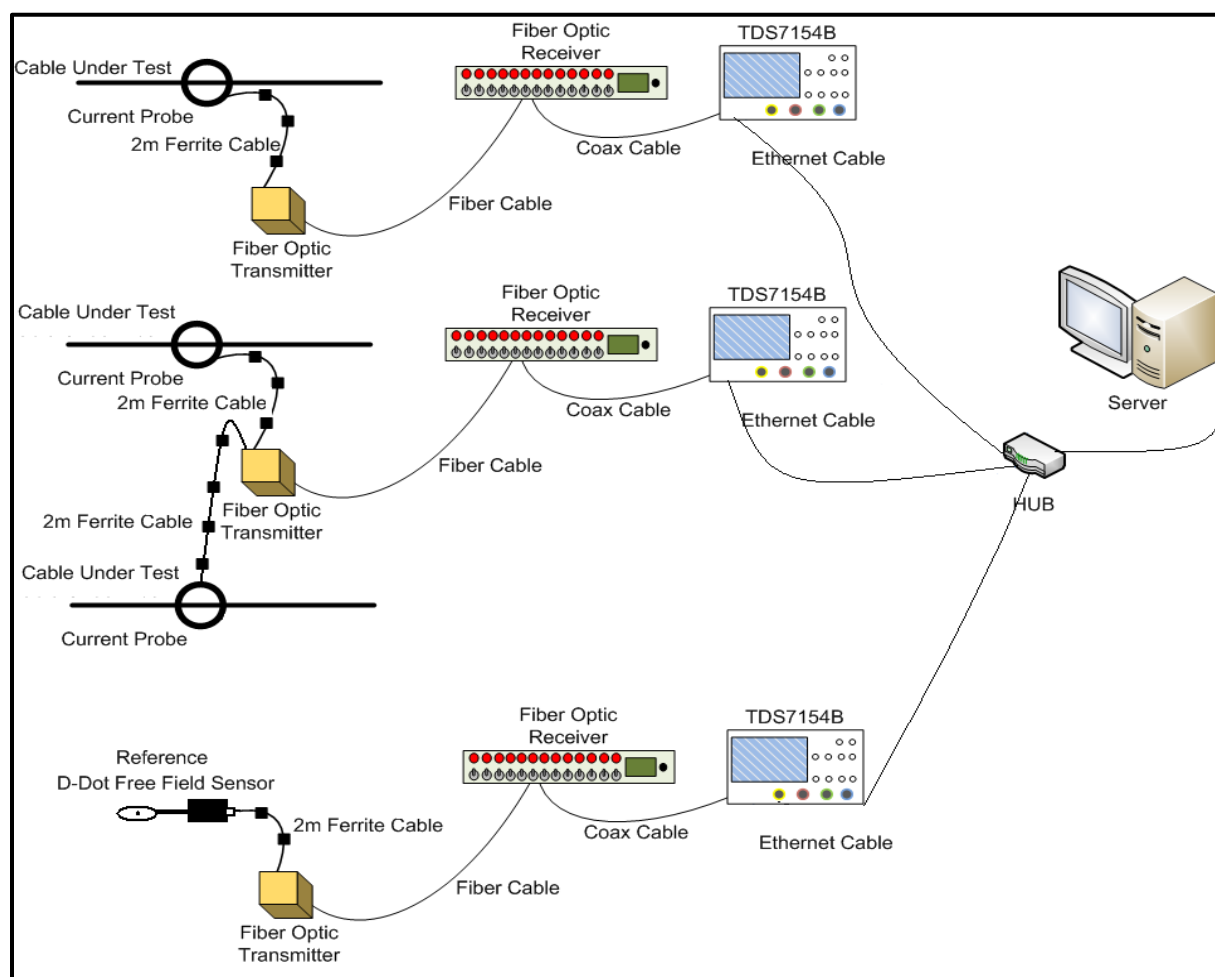 Fiber Optic
Receiver
TDS7154B
Cable Under Test
Current Probe
2m Ferrite Cable
Coax Cable
Ethernet Cable
Fiber Cable
Fiber Optic
Transmitter
Cable Under Test
Fiber Optic
Receiver
TDS7154B
Current Probe
2m Ferrite Cable
Coax Cable
Ethernet Cable
Server
Fiber Cable
Fiber Optic
Transmitter
HUB
2m Ferrite Cable
Cable Under Test
Current Probe
Fiber Optic
Receiver
TDS7154B
Reference
D-Dot Free Field Sensor
2m Ferrite Cable
Coax Cable
Ethernet Cable
Fiber Cable
Fiber Optic
Transmitter